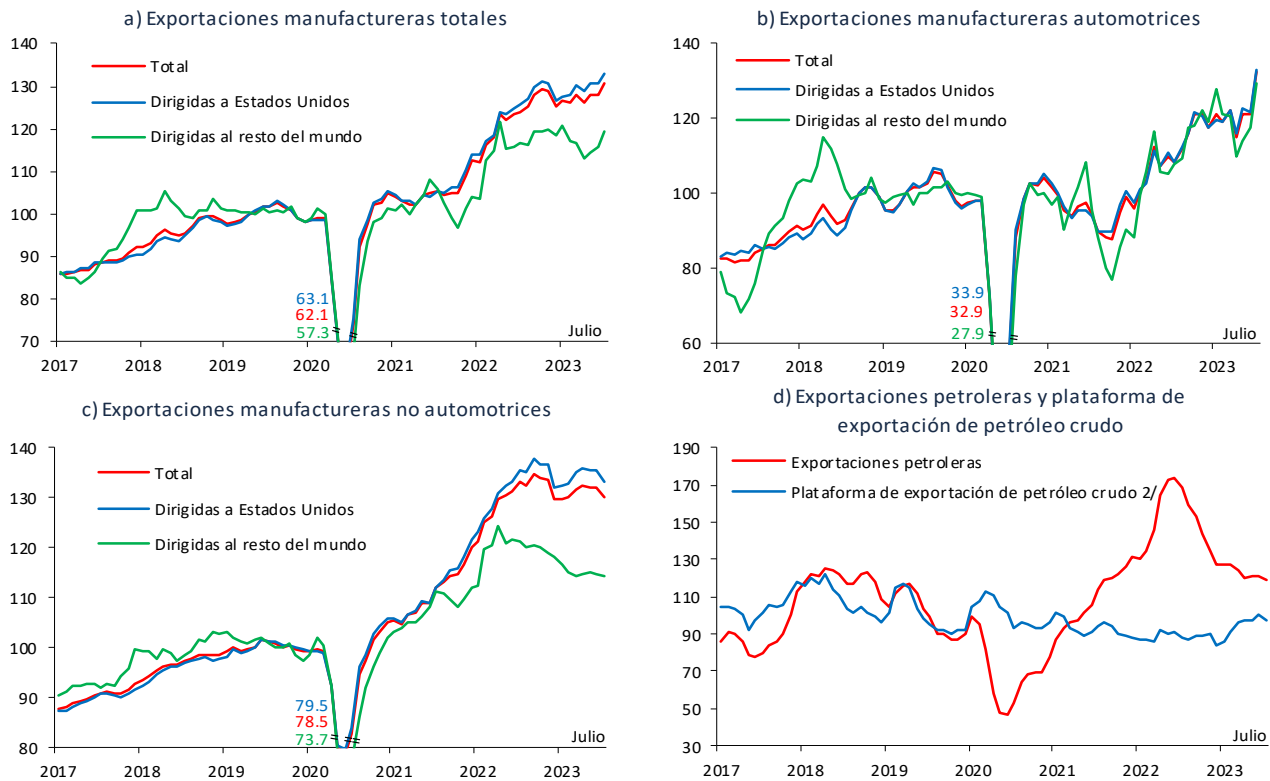 a) Exportaciones manufactureras totales
140
130
120
110
100
90
80
70
Total
Dirigidas a Estados Unidos
Dirigidas al resto del mundo
63.1
62.1
57.3
Julio
2017 2018 2019 2020 2021 2022 2023
b) Exportaciones manufactureras automotrices
140
120
100
80
60
Total
Dirigidas a Estados Unidos
Dirigidas al resto del mundo
33.9
32.9
27.9
Julio
2017 2018 2019 2020 2021 2022 2023
c) Exportaciones manufactureras no automotrices
140
130
120
110
100
90
80
Total
Dirigidas a Estados Unidos
Dirigidas al resto del mundo
79.5
78.5
73.7
Julio
2017 2018 2019 2020 2021 2022 2023
d) Exportaciones petroleras y plataforma de
exportación de petróleo crudo
190
170
150
130
110
90
70
50
30
Exportaciones petroleras
Plataforma de exportación de petróleo crudo 2/
Julio
2017 2018 2019 2020 2021 2022 2023